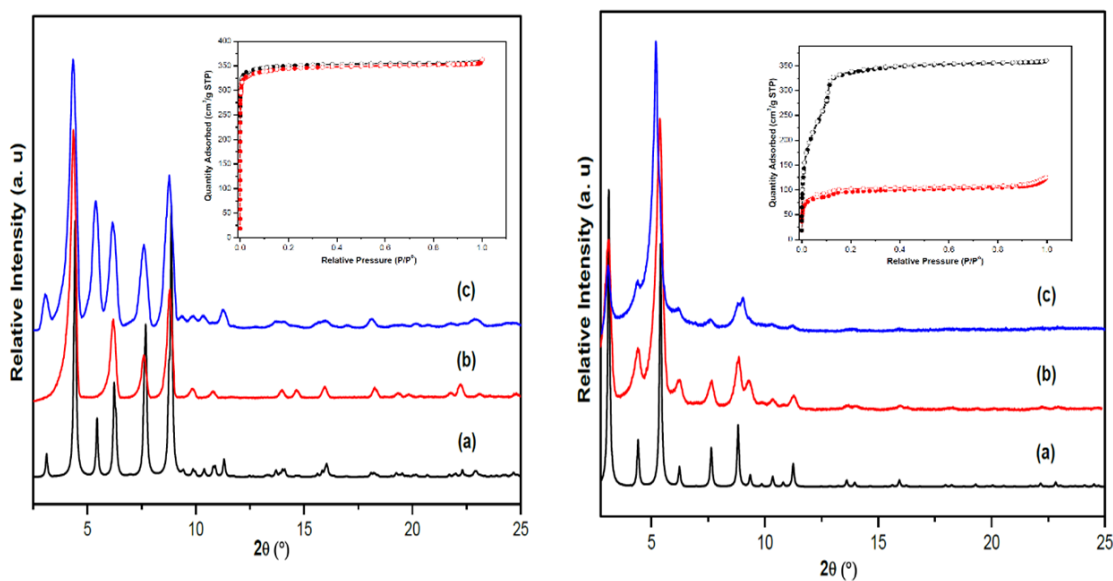 Relative Intensity (a. u)
Quantity Adsorbed (cm³/g STP)
400
350
300
250
200
150
100
50
0
0.0 0.2 0.4 0.6 0.8 1.0
Relative Pressure (P/P°)
(c)
(b)
(a)
5 10 15 20 25
2θ (°)
Relative Intensity (a. u)
Quantity Adsorbed (cm³/g STP)
350
300
250
200
150
100
50
0
0.0 0.2 0.4 0.6 0.8 1.0
Relative Pressure (P/P°)
(c)
(b)
(a)
5 10 15 20 25
2θ (°)